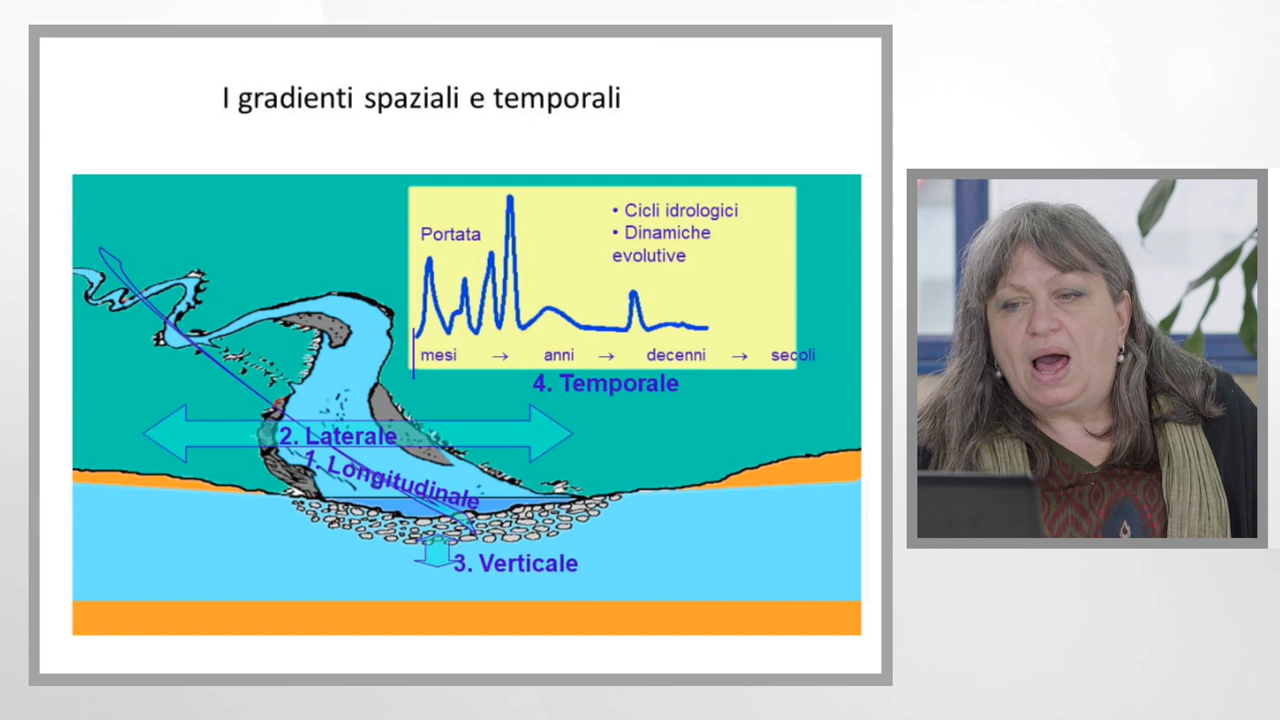 I gradienti spaziali e temporali
Portata
• Cicli idrologici
• Dinamiche
evolutive
mesi → anni → decenni → secoli
4. Temporale
2. Laterale
1. Longitudinale
3. Verticale